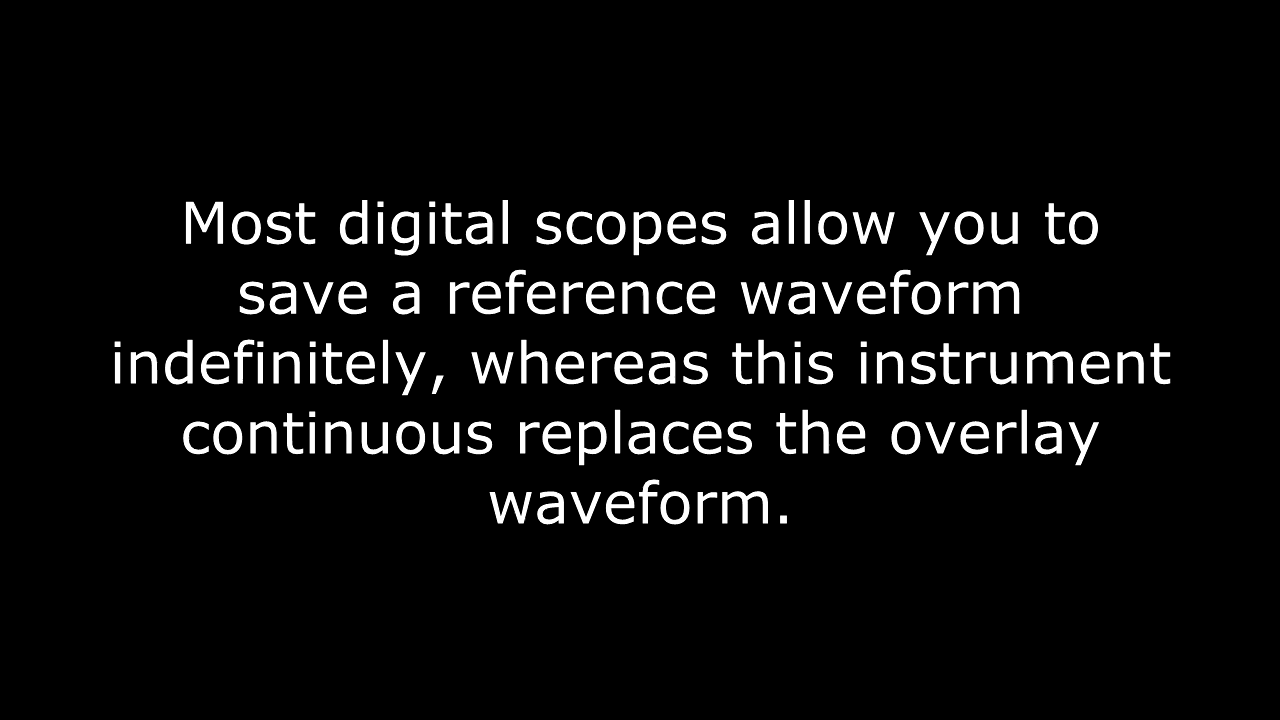 Most digital scopes allow you to
save a reference waveform
indefinitely, whereas this instrument
continuous replaces the overlay
waveform.